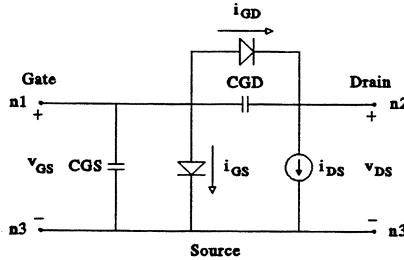 iGD
Gate
CGD
Drain
n1
n2
+
+
vGS
CGS
iGS
iDS
vDS
−
−
n3
n3
Source